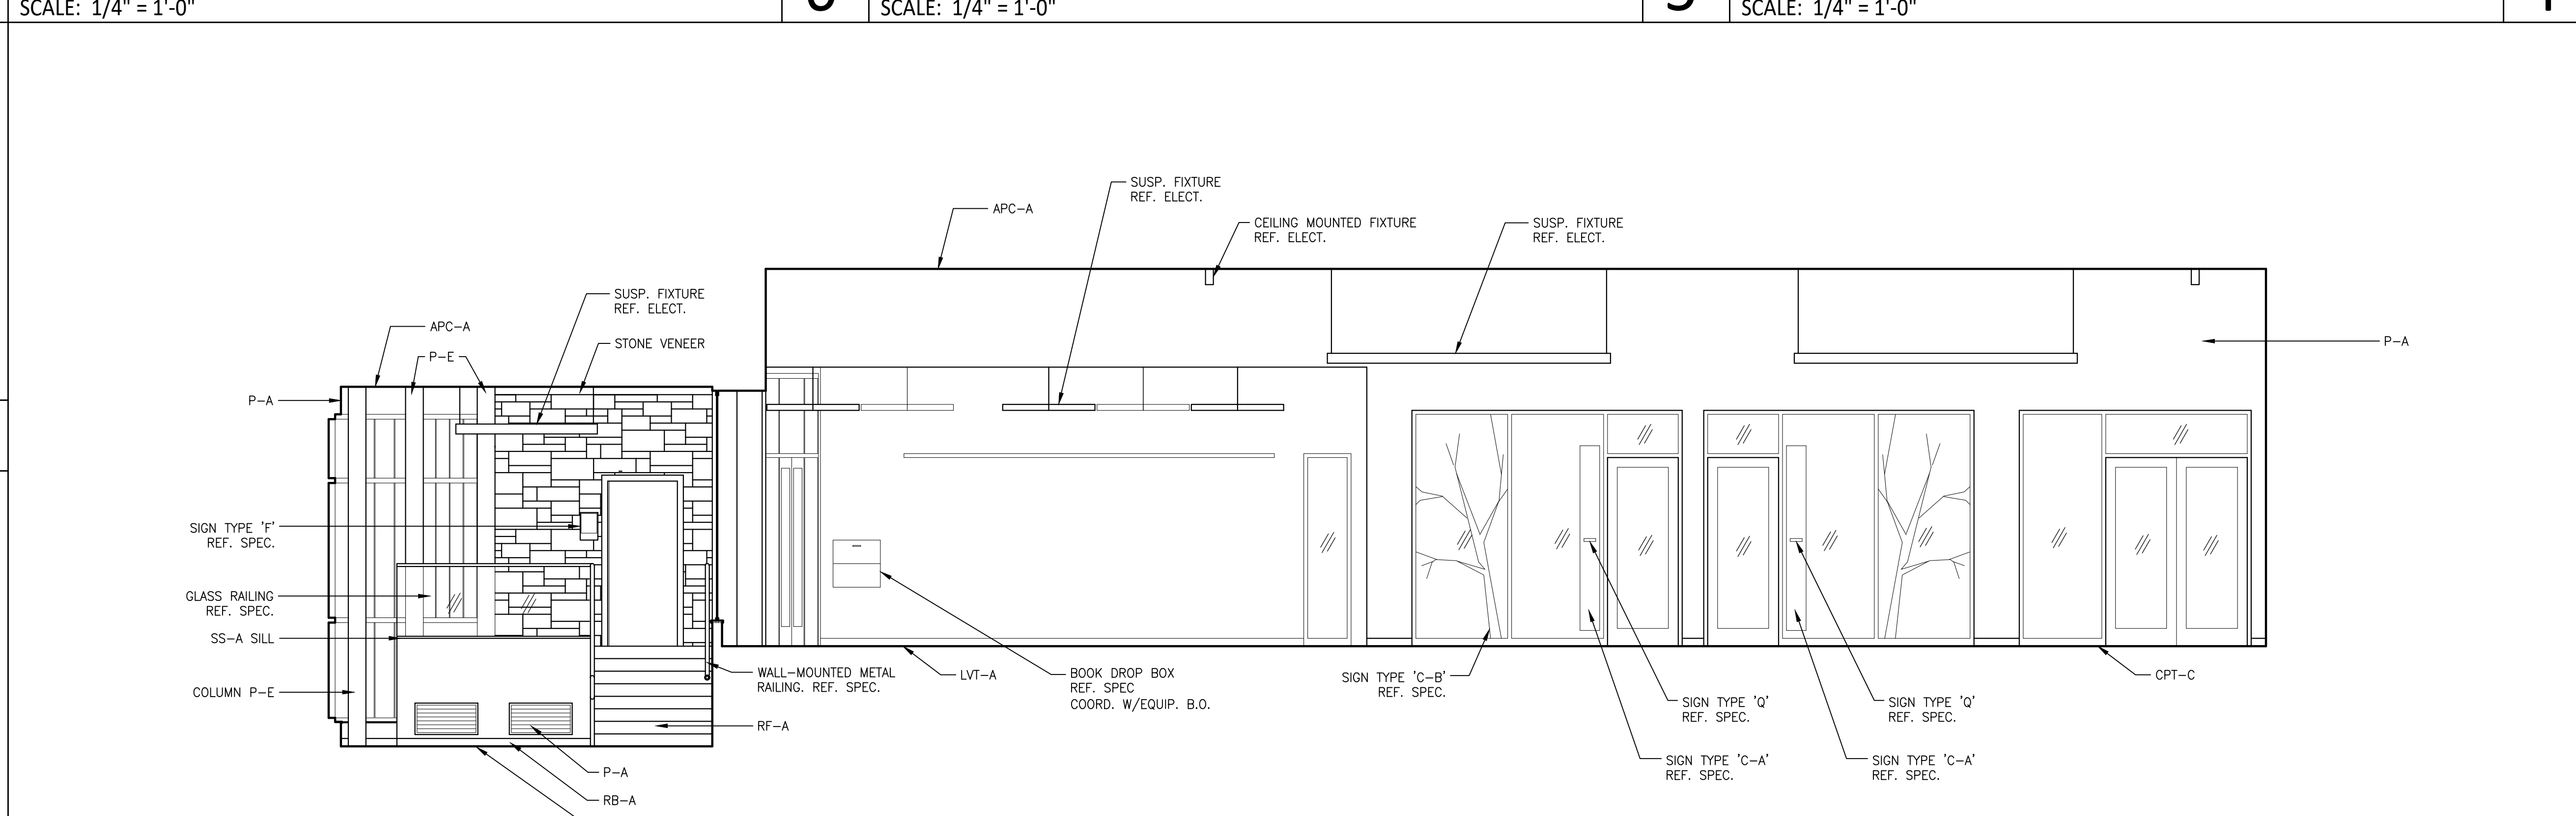 SCALE: 1/4" = 1'-0"
SCALE: 1/4" = 1'-0"
SCALE: 1/4" = 1'-0"
SUSP. FIXTURE
REF. ELECT.
APC-A
CEILING MOUNTED FIXTURE
REF. ELECT.
SUSP. FIXTURE
REF. ELECT.
SUSP. FIXTURE
REF. ELECT.
APC-A
STONE VENEER
P-E
P-A
P-A
SIGN TYPE 'F'
REF. SPEC.
GLASS RAILING
REF. SPEC.
SS-A SILL
COLUMN P-E
WALL-MOUNTED METAL
RAILING. REF. SPEC.
RF-A
P-A
RB-A
LVT-A
BOOK DROP BOX
REF. SPEC
COORD. W/EQUIP. B.O.
SIGN TYPE 'C-B'
REF. SPEC.
SIGN TYPE 'Q'
REF. SPEC.
SIGN TYPE 'Q'
REF. SPEC.
CPT-C
SIGN TYPE 'C-A'
REF. SPEC.
SIGN TYPE 'C-A'
REF. SPEC.